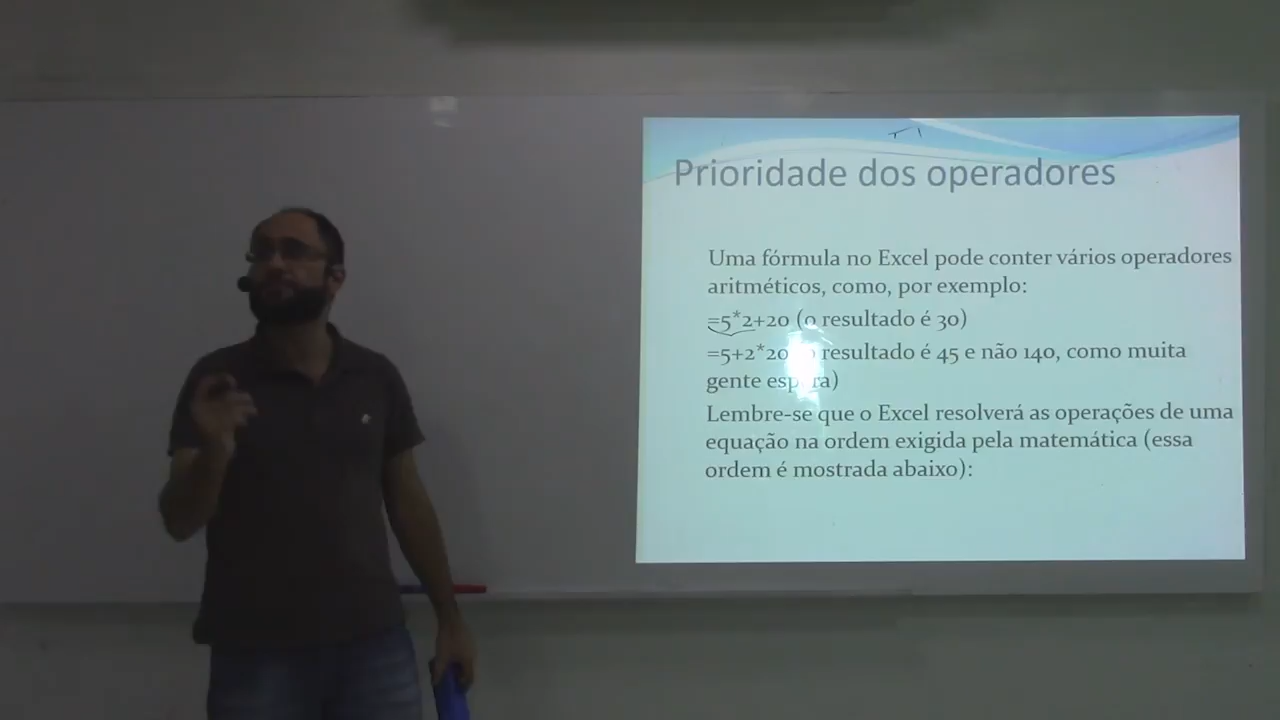 Prioridade dos operadores
Uma fórmula no Excel pode conter vários operadores
aritméticos, como, por exemplo:
=5*2+20 (o resultado é 30)
=5+2*20 resultado é 45 e não 140, como muita
gente espera)
Lembre-se que o Excel resolverá as operações de uma
equação na ordem exigida pela matemática (essa
ordem é mostrada abaixo):